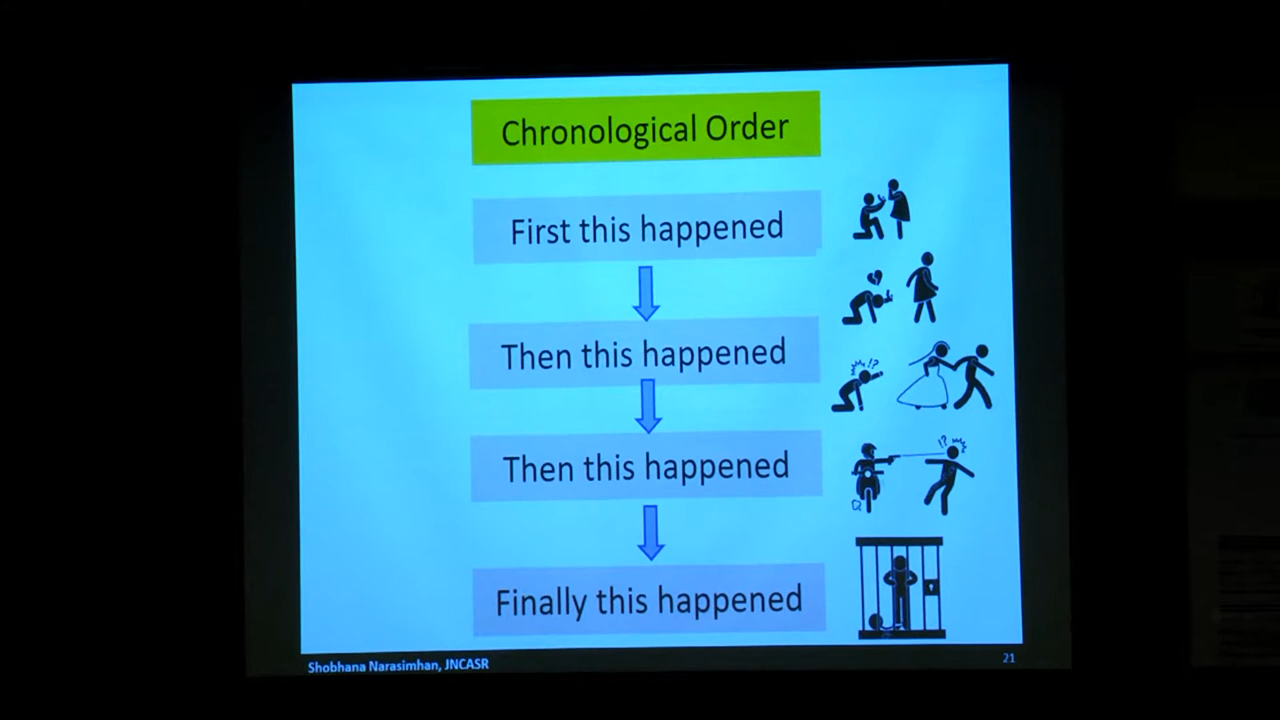 Chronological Order
First this happened
Then this happened
!?
Then this happened
!?
Finally this happened
Shobhana Narasimhan, JNCASR
21